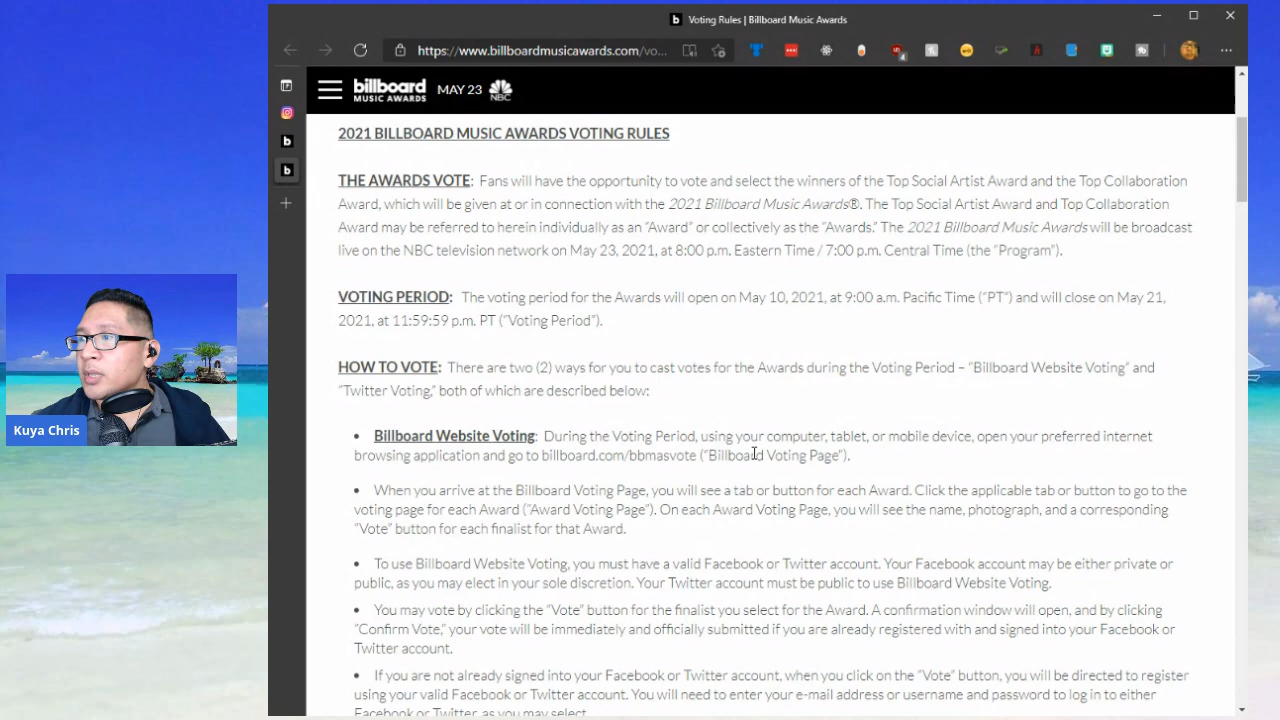 Voting Rules | Billboard Music Awards
https://www.billboardmusicawards.com/vo...
billboard
MUSIC AWARDS
MAY 23
NBC
2021 BILLBOARD MUSIC AWARDS VOTING RULES
THE AWARDS VOTE: Fans will have the opportunity to vote and select the winners of the Top Social Artist Award and the Top Collaboration
Award, which will be given at or in connection with the 2021 Billboard Music Awards®. The Top Social Artist Award and Top Collaboration
Award may be referred to herein individually as an “Award” or collectively as the “Awards.” The 2021 Billboard Music Awards will be broadcast
live on the NBC television network on May 23, 2021, at 8:00 p.m. Eastern Time / 7:00 p.m. Central Time (the “Program”).
VOTING PERIOD: The voting period for the Awards will open on May 10, 2021, at 9:00 a.m. Pacific Time (“PT”) and will close on May 21,
2021, at 11:59:59 p.m. PT (“Voting Period”).
HOW TO VOTE: There are two (2) ways for you to cast votes for the Awards during the Voting Period – “Billboard Website Voting” and
“Twitter Voting,” both of which are described below:
• Billboard Website Voting: During the Voting Period, using your computer, tablet, or mobile device, open your preferred internet
browsing application and go to billboard.com/bbmasvote (“Billboard Voting Page”).
• When you arrive at the Billboard Voting Page, you will see a tab or button for each Award. Click the applicable tab or button to go to the
voting page for each Award (“Award Voting Page”). On each Award Voting Page, you will see the name, photograph, and a corresponding
“Vote” button for each finalist for that Award.
• To use Billboard Website Voting, you must have a valid Facebook or Twitter account. Your Facebook account may be either private or
public, as you may elect in your sole discretion. Your Twitter account must be public to use Billboard Website Voting.
• You may vote by clicking the “Vote” button for the finalist you select for the Award. A confirmation window will open, and by clicking
“Confirm Vote,” your vote will be immediately and officially submitted if you are already registered with and signed into your Facebook or
Twitter account.
• If you are not already signed into your Facebook or Twitter account, when you click on the “Vote” button, you will be directed to register
using your valid Facebook or Twitter account. You will need to enter your e-mail address or username and password to log in to either
Facebook or Twitter, as you may select.
Kuya Chris